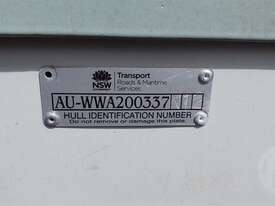 NSW
Transport
Roads & Maritime
Services
AU-WWA200337
HULL IDENTIFICATION NUMBER
Do not remove or damage this plate.